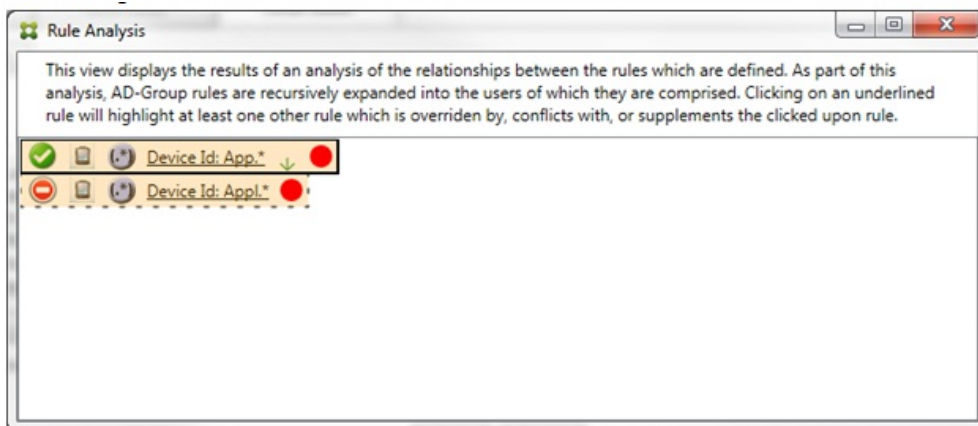 Rule Analysis
This view displays the results of an analysis of the relationships between the rules which are defined. As part of this
analysis, AD-Group rules are recursively expanded into the users of which they are comprised. Clicking on an underlined
rule will highlight at least one other rule which is overriden by, conflicts with, or supplements the clicked upon rule.
(.*) Device Id: App.*
(.*) Device Id: Appl.*